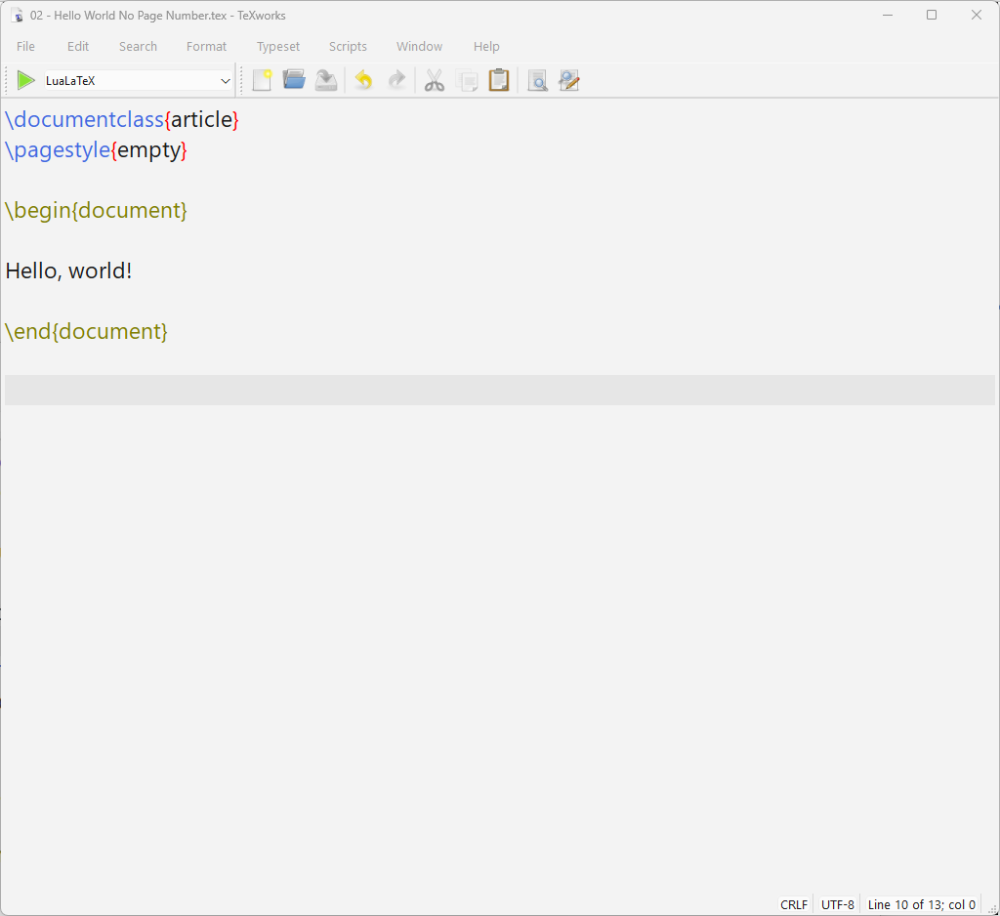 02 - Hello World No Page Number.tex - TeXworks
File Edit Search Format Typeset Scripts Window Help
LuaLaTeX
\documentclass{article}
\pagestyle{empty}
\begin{document}
Hello, world!
\end{document}
CRLF UTF-8 Line 10 of 13; col 0